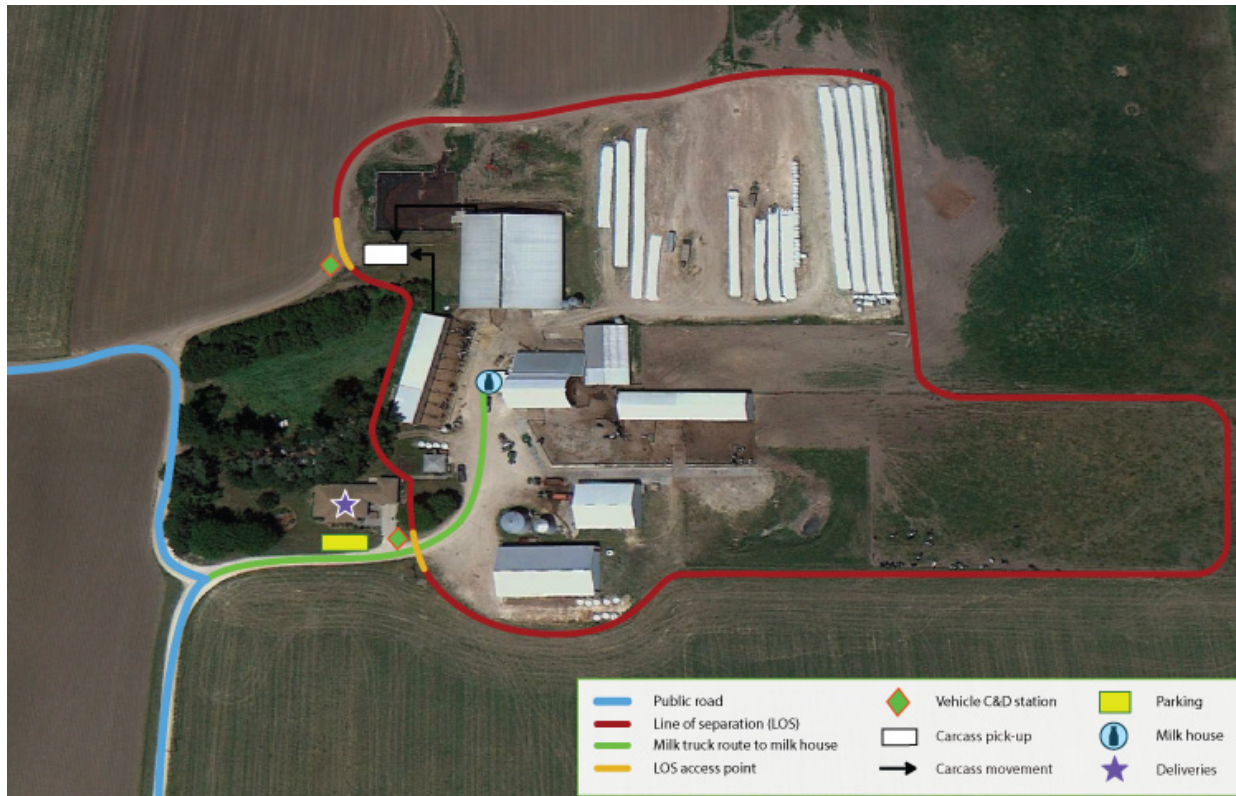 Public road
Line of separation (LOS)
Milk truck route to milk house
LOS access point
Vehicle C&D station
Carcass pick-up
Carcass movement
Parking
Milk house
Deliveries